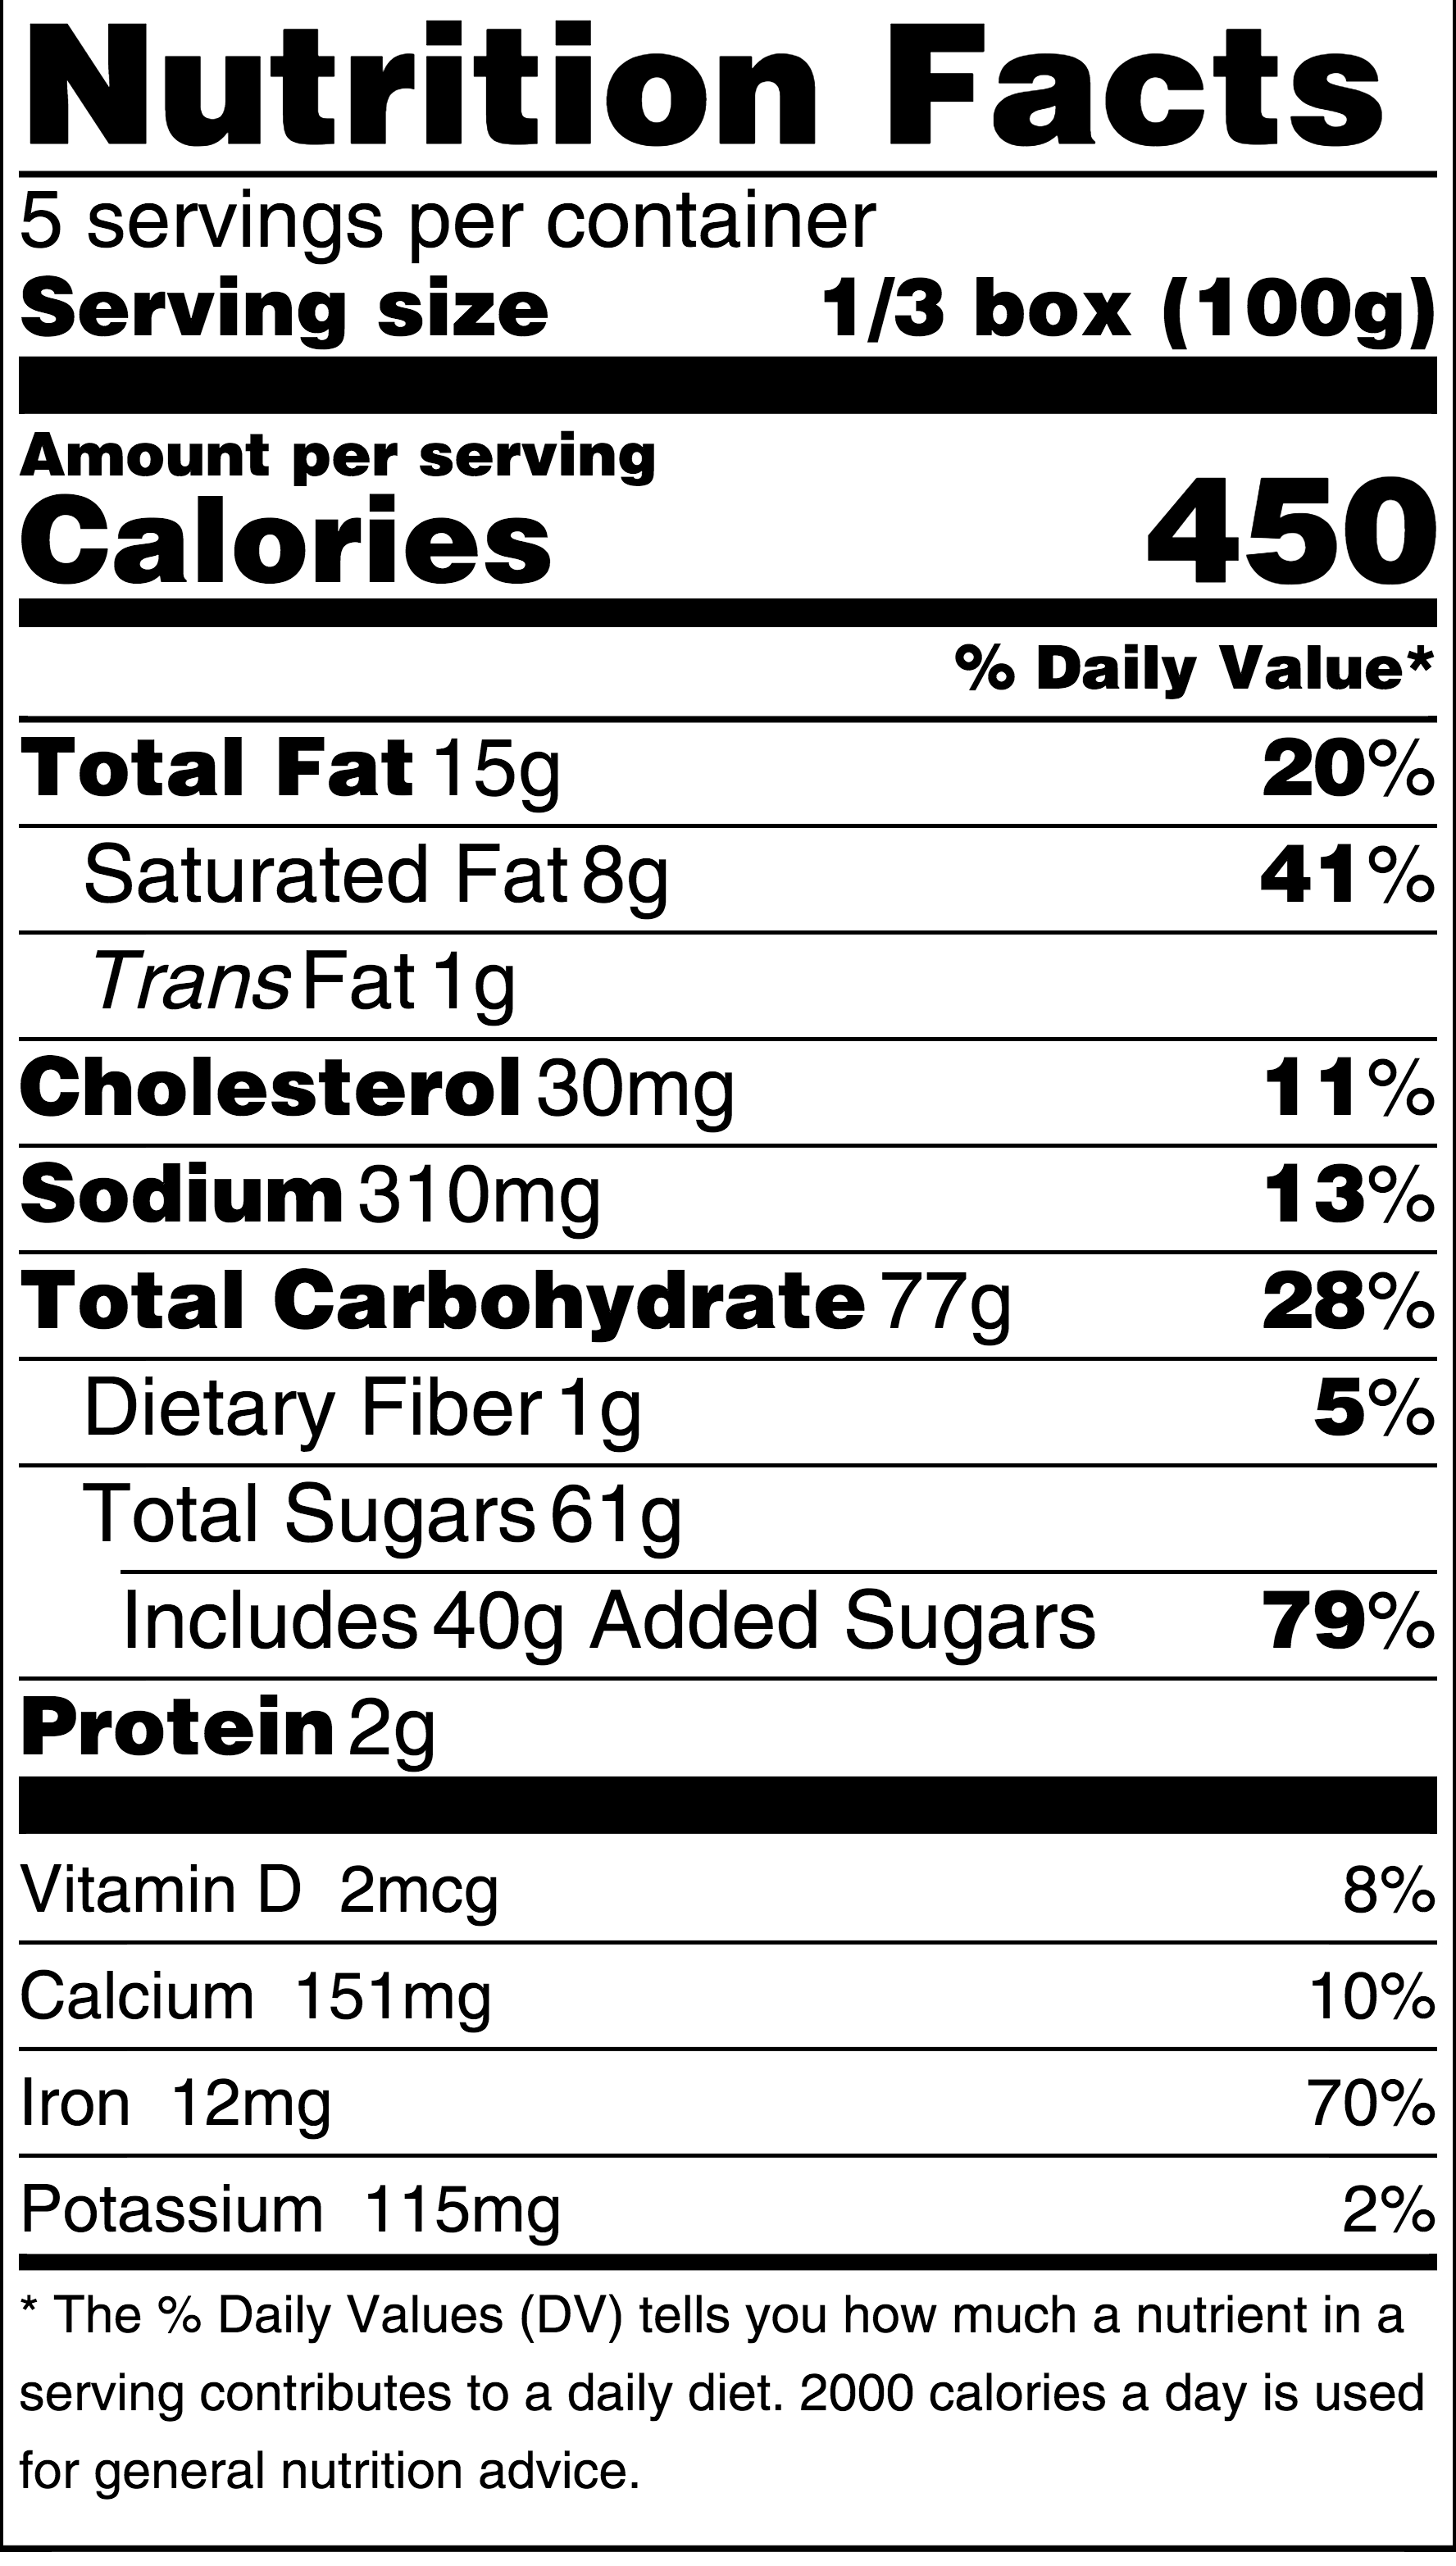 Nutrition Facts
5 servings per container
Serving size 1/3 box (100g)
Amount per serving
Calories 450
% Daily Value*
Total Fat 15g 20%
Saturated Fat 8g 41%
Trans Fat 1g
Cholesterol 30mg 11%
Sodium 310mg 13%
Total Carbohydrate 77g 28%
Dietary Fiber 1g 5%
Total Sugars 61g
Includes 40g Added Sugars 79%
Protein 2g
Vitamin D 2mcg 8%
Calcium 151mg 10%
Iron 12mg 70%
Potassium 115mg 2%
* The % Daily Values (DV) tells you how much a nutrient in a
serving contributes to a daily diet. 2000 calories a day is used
for general nutrition advice.